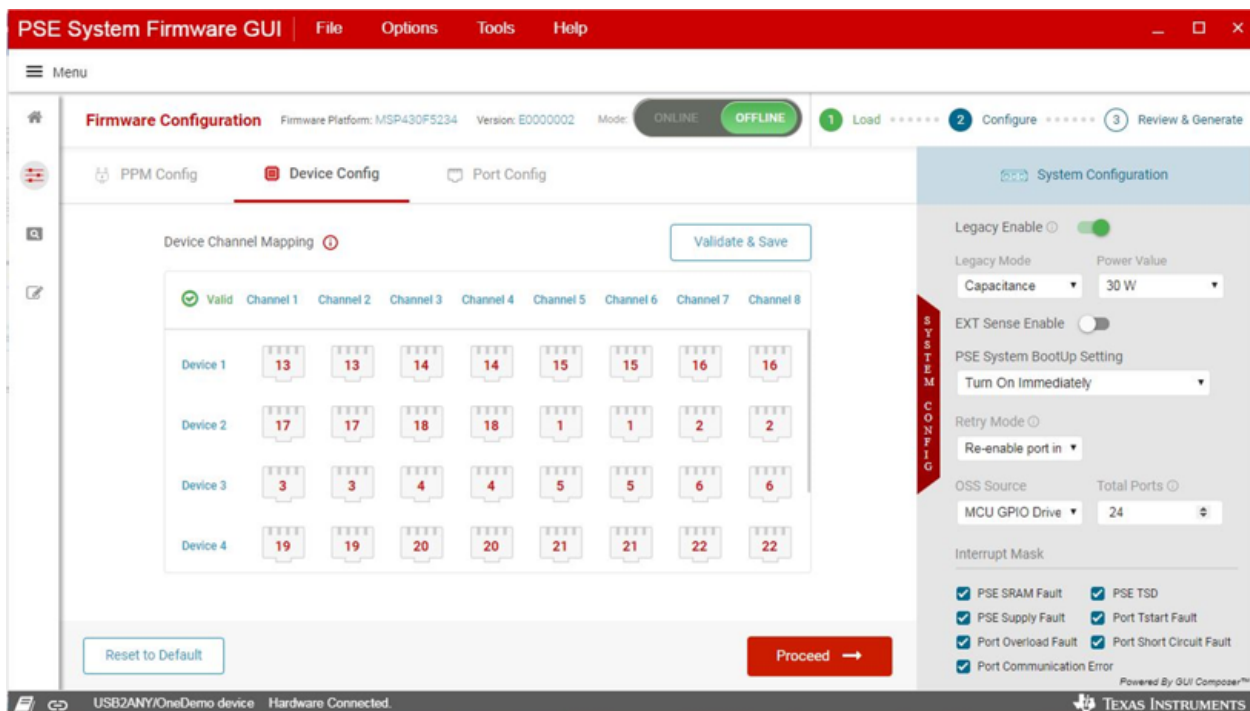 PSE System Firmware GUI File Options Tools Help
Menu
Firmware Configuration Firmware Platform: MSP430F5234 Version: E0000002 Mode: ONLINE OFFLINE 1 Load 2 Configure 3 Review & Generate
PPM Config Device Config Port Config
Device Channel Mapping Validate & Save
Valid Channel 1 Channel 2 Channel 3 Channel 4 Channel 5 Channel 6 Channel 7 Channel 8
Device 1 13 13 14 14 15 15 16 16
Device 2 17 17 18 18 1 1 2 2
Device 3 3 3 4 4 5 5 6 6
Device 4 19 19 20 20 21 21 22 22
Reset to Default Proceed
SYSTEM CONFIG
System Configuration
Legacy Enable
Legacy Mode Power Value
Capacitance 30 W
EXT Sense Enable
PSE System BootUp Setting
Turn On Immediately
Retry Mode
Re-enable port in
OSS Source Total Ports
MCU GPIO Drive 24
Interrupt Mask
PSE SRAM Fault PSE TSD
PSE Supply Fault Port Tstart Fault
Port Overload Fault Port Short Circuit Fault
Port Communication Error
Powered By GUI Composer™
USB2ANY/OneDemo device Hardware Connected. TEXAS INSTRUMENTS